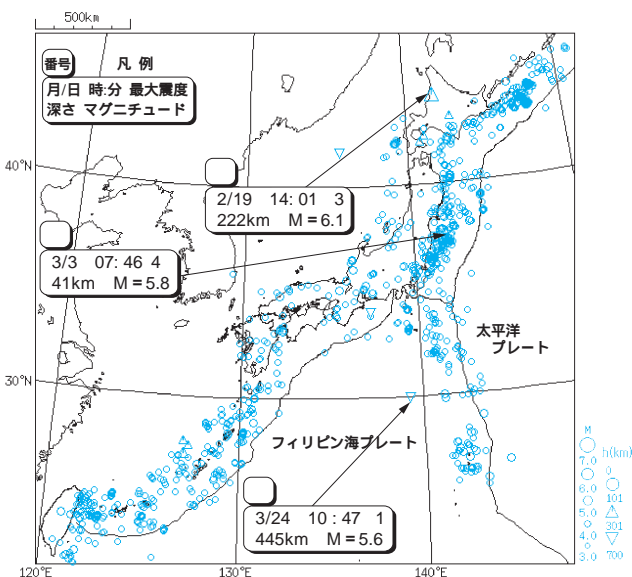 500km
番号 凡 例
月/日 時:分 最大震度
深さ マグニチュード
40°N
2/19 14:01 3
222km M=6.1
3/3 07:46 4
41km M=5.8
太平洋
プレート
30°N
フィリピン海プレート
3/24 10:47 1
445km M=5.6
120°E
130°E
140°E
M
7.0
6.0
5.0
4.0
3.0
h(km)
0
101
301
700